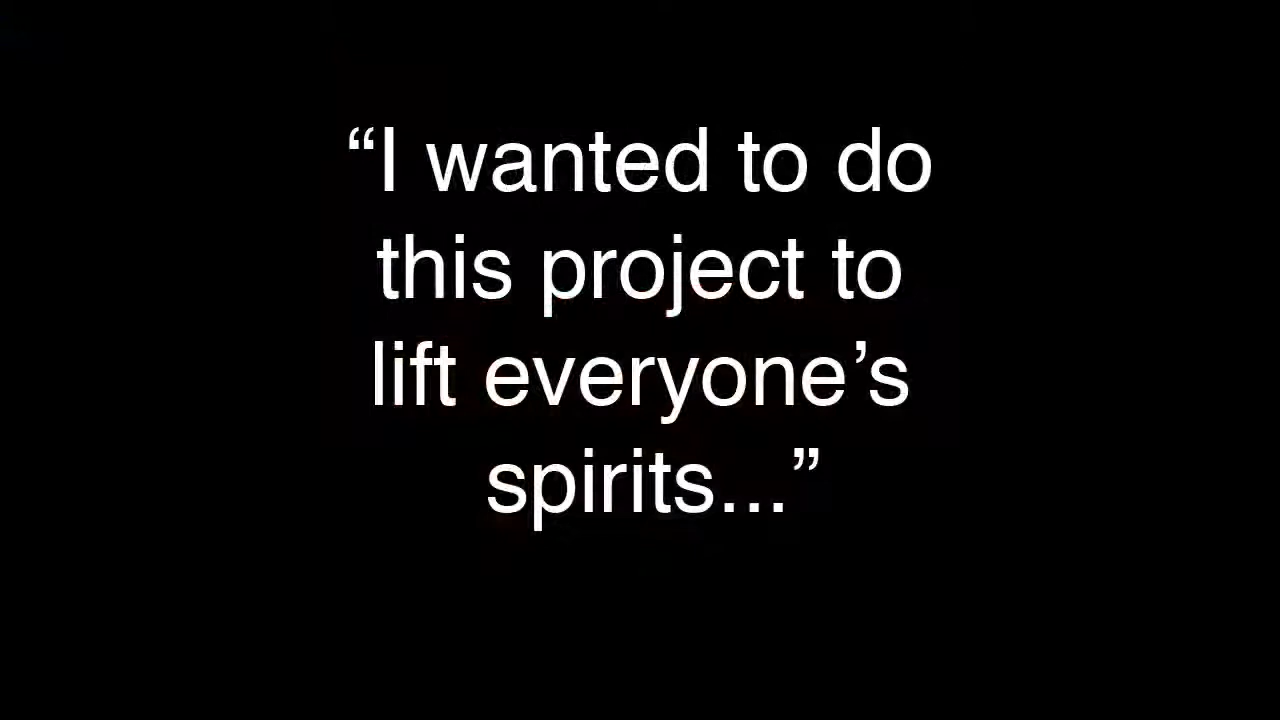 “I wanted to do
this project to
lift everyone’s
spirits...”